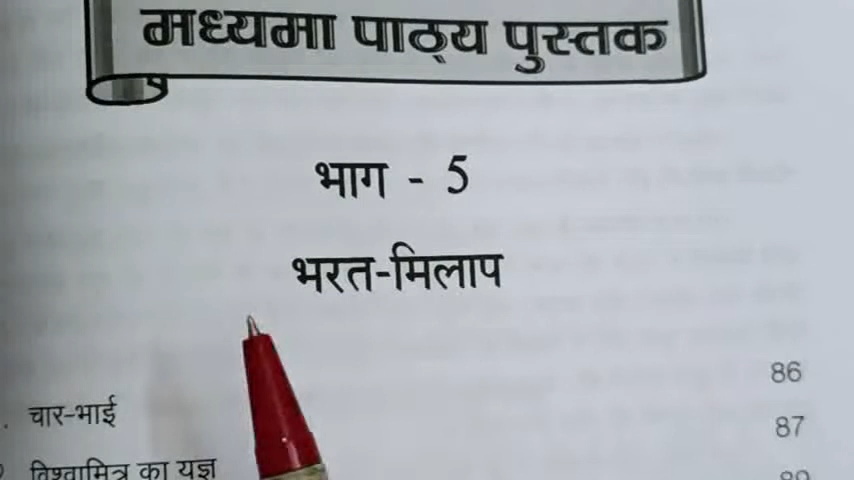 मध्यमा पाठ्य पुस्तक
भाग - 5
भरत-मिलाप
86
चार-भाई 87
विश्वामित्र का यज्ञ